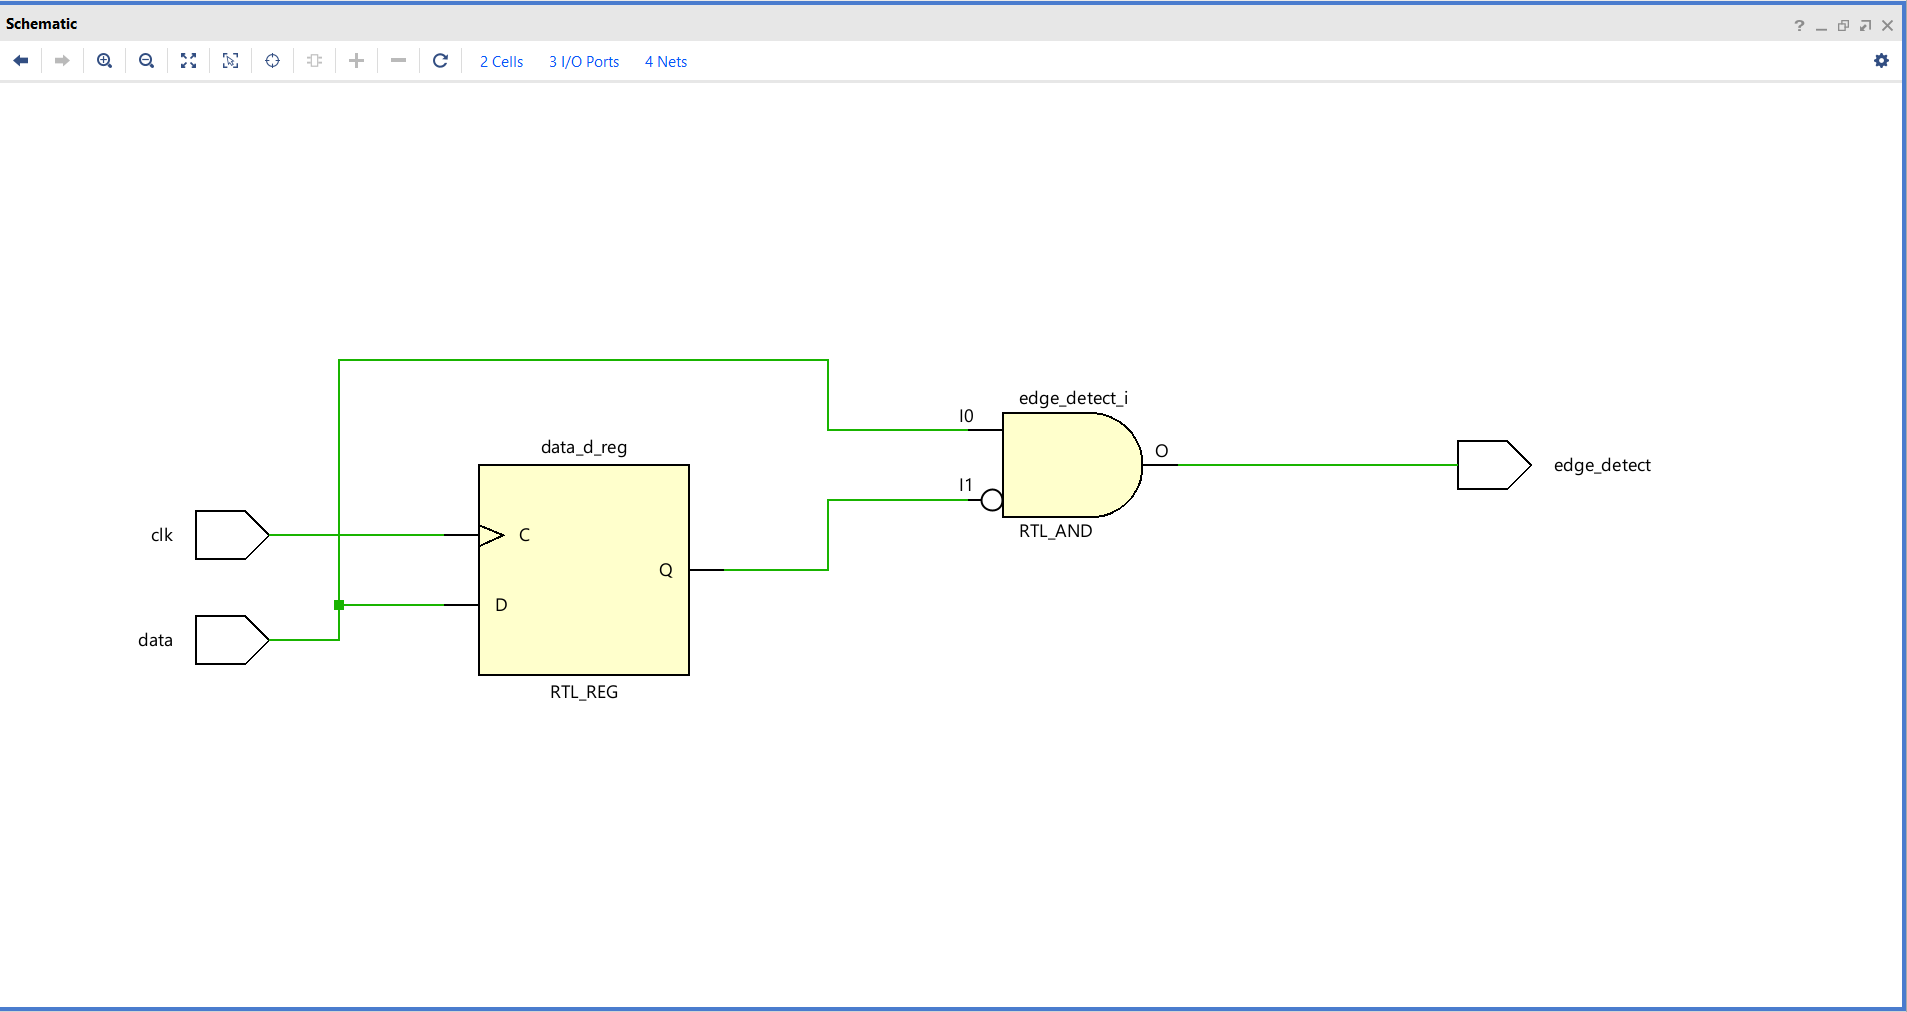 Schematic
2 Cells 3 I/O Ports 4 Nets
edge_detect_i
I0
data_d_reg
O
edge_detect
I1
RTL_AND
clk
C
Q
D
data
RTL_REG